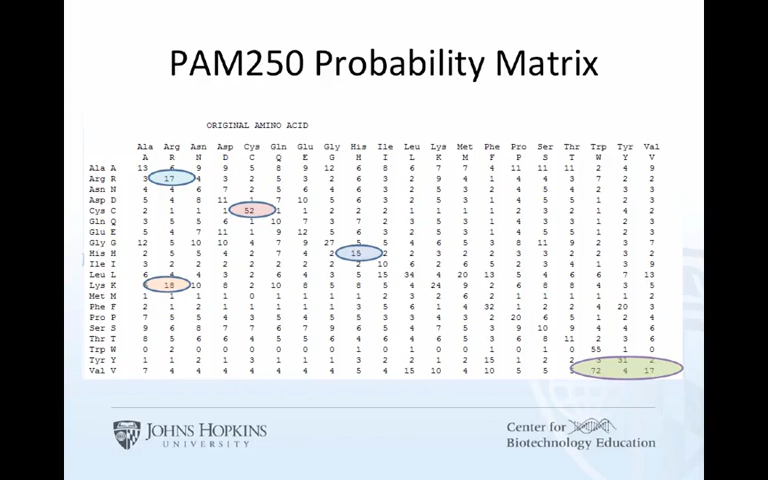 PAM250 Probability Matrix
ORIGINAL AMINO ACID
Ala Arg Asn Asp Cys Gln Glu Gly His Ile Leu Lys Met Phe Pro Ser Thr Trp Tyr Val
A R N D C Q E G H I L K M F P S T W Y V
Ala A 13 6 9 9 5 8 9 12 6 8 6 7 7 4 11 11 11 2 4 9
Arg R 3 17 4 3 2 5 3 2 6 3 2 9 4 1 4 4 3 7 2 2
Asn N 4 4 6 7 2 5 6 4 6 3 2 5 2 2 4 5 4 2 3 3
Asp D 5 4 8 11 1 7 10 5 6 3 2 5 3 1 4 5 5 1 2 3
Cys C 2 1 1 1 52 1 1 2 2 2 1 1 1 1 2 3 2 1 4 2
Gln Q 3 5 5 6 1 10 7 3 7 2 3 5 3 1 4 3 3 1 2 3
Glu E 5 4 7 11 1 9 12 5 6 3 2 5 3 1 4 5 5 1 2 3
Gly G 12 5 10 10 4 7 9 27 5 5 4 6 5 3 8 11 9 2 3 7
His H 2 5 5 4 2 7 4 2 15 2 2 3 2 2 3 3 2 2 3 2
Ile I 3 2 2 2 2 2 2 2 2 10 6 2 6 5 2 3 4 1 3 9
Leu L 6 4 4 3 2 6 4 3 5 15 34 4 20 13 5 4 6 6 7 13
Lys K 18 10 8 2 10 8 5 8 5 4 24 9 2 6 8 8 4 3 5
Met M 1 1 1 1 0 1 1 1 1 2 3 2 6 2 1 1 1 1 1 2
Phe F 2 1 2 1 1 1 1 1 3 5 6 1 4 32 1 2 2 4 20 3
Pro P 7 5 5 4 3 5 4 5 5 3 3 4 3 2 20 6 5 1 2 4
Ser S 9 6 8 7 7 6 7 9 6 5 4 7 5 3 9 10 9 4 4 6
Thr T 8 5 6 6 4 5 5 6 4 6 4 6 5 3 6 8 11 2 3 6
Trp W 0 2 0 0 0 0 0 0 1 0 1 0 0 1 0 1 0 55 1 0
Tyr Y 1 1 2 1 3 1 1 1 3 2 2 1 2 15 1 2 2 3 31 2
Val V 7 4 4 4 4 4 4 4 5 4 15 10 4 10 5 5 5 72 4 17
JOHNS HOPKINS
UNIVERSITY
Center for
Biotechnology Education